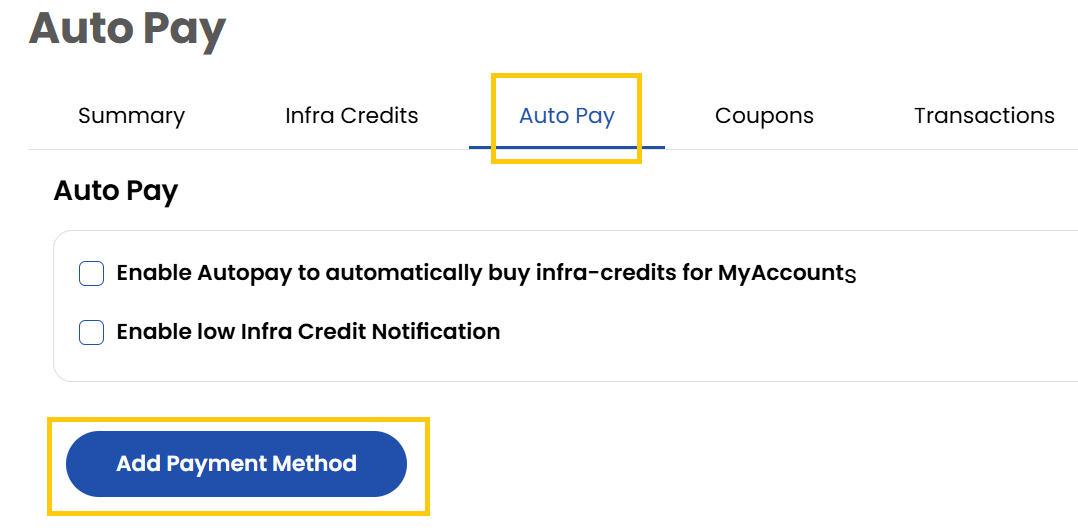 Auto Pay
Summary Infra Credits Auto Pay Coupons Transactions
Auto Pay
Enable Autopay to automatically buy infra-credits for MyAccounts
Enable low Infra Credit Notification
Add Payment Method